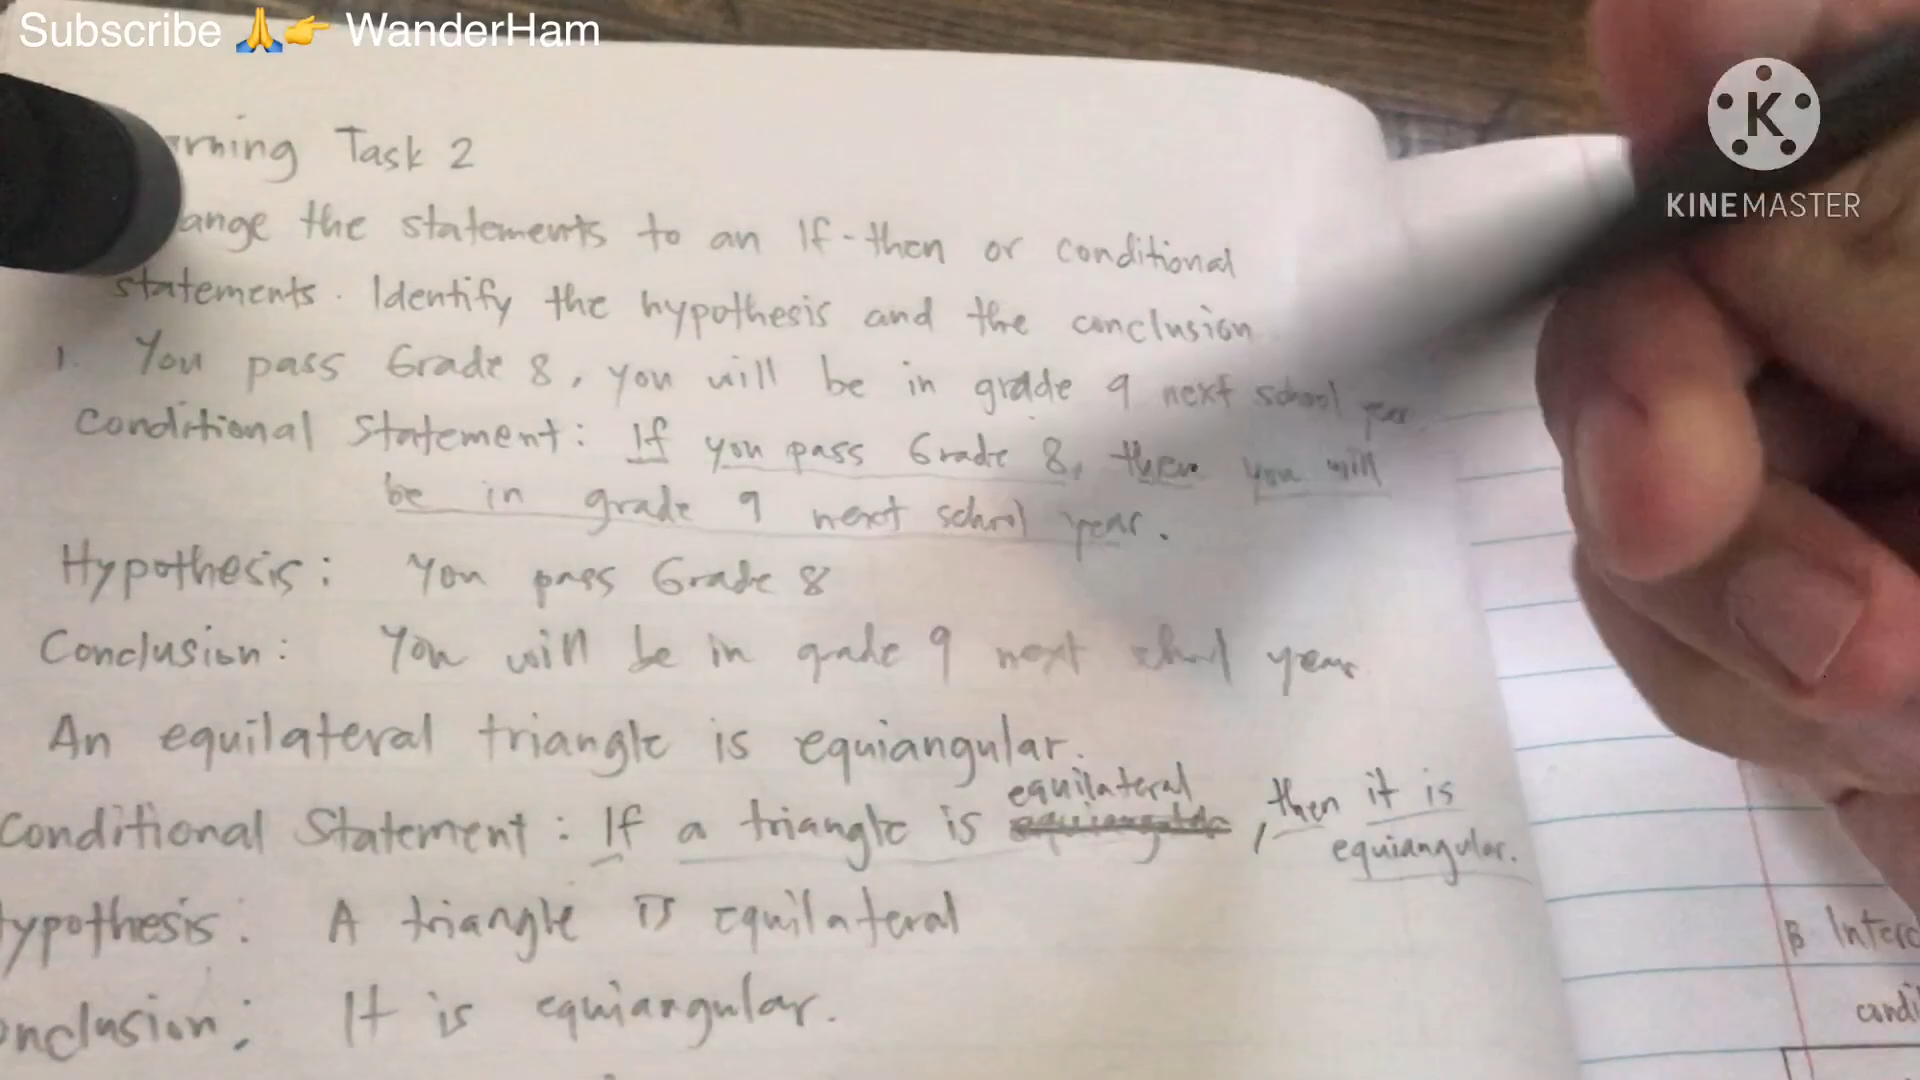 Subscribe 🙏👉 WanderHam
KINEMASTER
rning Task 2
ange the statements to an If-then or conditional
statements. Identify the hypothesis and the conclusion
1. You pass Grade 8, you will be in grade 9 next school year
Conditional Statement: If you pass Grade 8, then you will
be in grade 9 next school year.
Hypothesis: You pass Grade 8
Conclusion: You will be in grade 9 next school year
An equilateral triangle is equiangular.
Conditional Statement: If a triangle is equilateral, then it is
equiangular.
ypothesis: A triangle is equilateral
onclusion: It is equiangular.
B Interc
condi